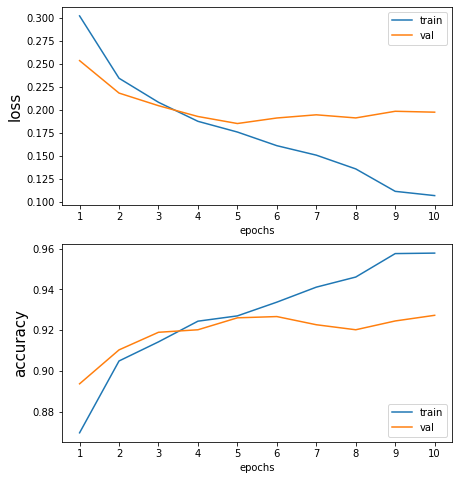 0.300
0.275
0.250
0.225
0.200
0.175
0.150
0.125
0.100
loss
train
val
1 2 3 4 5 6 7 8 9 10
epochs
0.96
0.94
0.92
0.90
0.88
accuracy
train
val
1 2 3 4 5 6 7 8 9 10
epochs